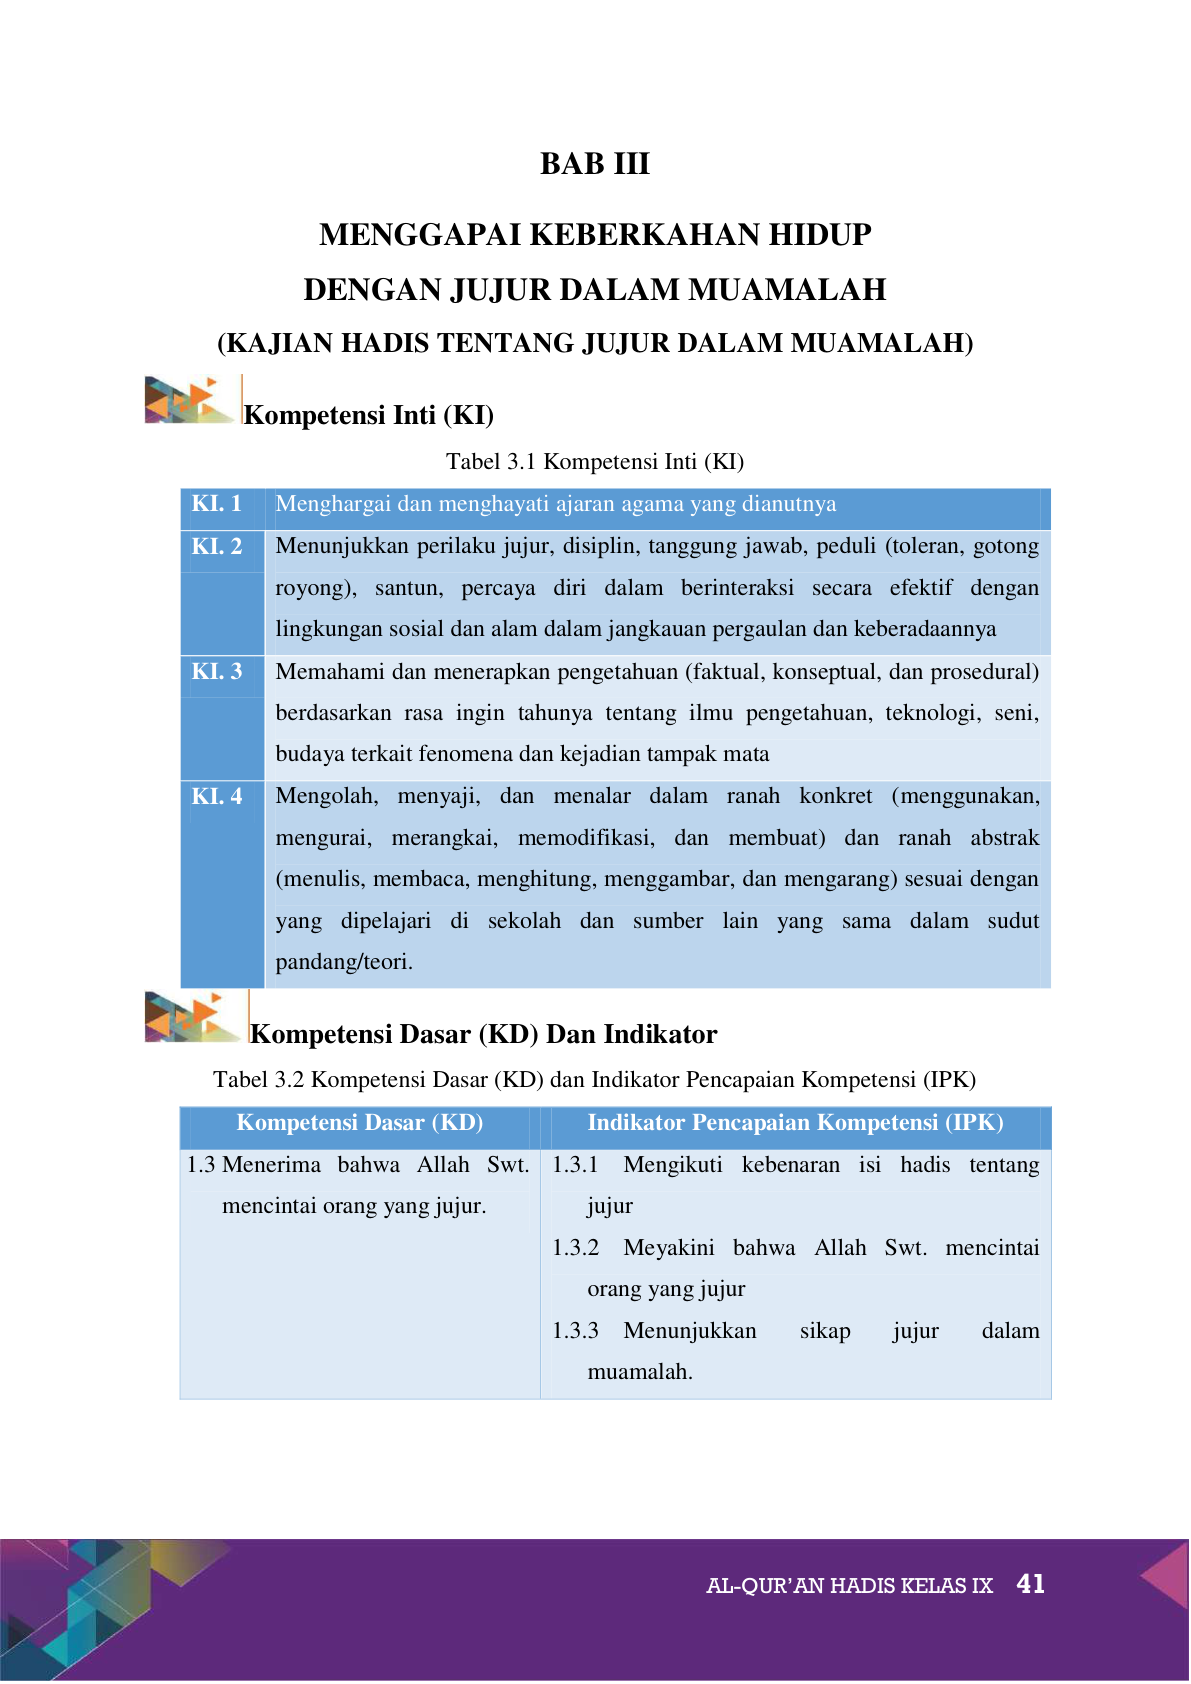 BAB III
MENGGAPAI KEBERKAHAN HIDUP
DENGAN JUJUR DALAM MUAMALAH
(KAJIAN HADIS TENTANG JUJUR DALAM MUAMALAH)
Kompetensi Inti (KI)
Tabel 3.1 Kompetensi Inti (KI)
KI. 1 Menghargai dan menghayati ajaran agama yang dianutnya
KI. 2 Menunjukkan perilaku jujur, disiplin, tanggung jawab, peduli (toleran, gotong
royong), santun, percaya diri dalam berinteraksi secara efektif dengan
lingkungan sosial dan alam dalam jangkauan pergaulan dan keberadaannya
KI. 3 Memahami dan menerapkan pengetahuan (faktual, konseptual, dan prosedural)
berdasarkan rasa ingin tahunya tentang ilmu pengetahuan, teknologi, seni,
budaya terkait fenomena dan kejadian tampak mata
KI. 4 Mengolah, menyaji, dan menalar dalam ranah konkret (menggunakan,
mengurai, merangkai, memodifikasi, dan membuat) dan ranah abstrak
(menulis, membaca, menghitung, menggambar, dan mengarang) sesuai dengan
yang dipelajari di sekolah dan sumber lain yang sama dalam sudut
pandang/teori.
Kompetensi Dasar (KD) Dan Indikator
Tabel 3.2 Kompetensi Dasar (KD) dan Indikator Pencapaian Kompetensi (IPK)
Kompetensi Dasar (KD) Indikator Pencapaian Kompetensi (IPK)
1.3 Menerima bahwa Allah Swt.
mencintai orang yang jujur.
1.3.1 Mengikuti kebenaran isi hadis tentang
jujur
1.3.2 Meyakini bahwa Allah Swt. mencintai
orang yang jujur
1.3.3 Menunjukkan sikap jujur dalam
muamalah.
AL-QUR’AN HADIS KELAS IX 41